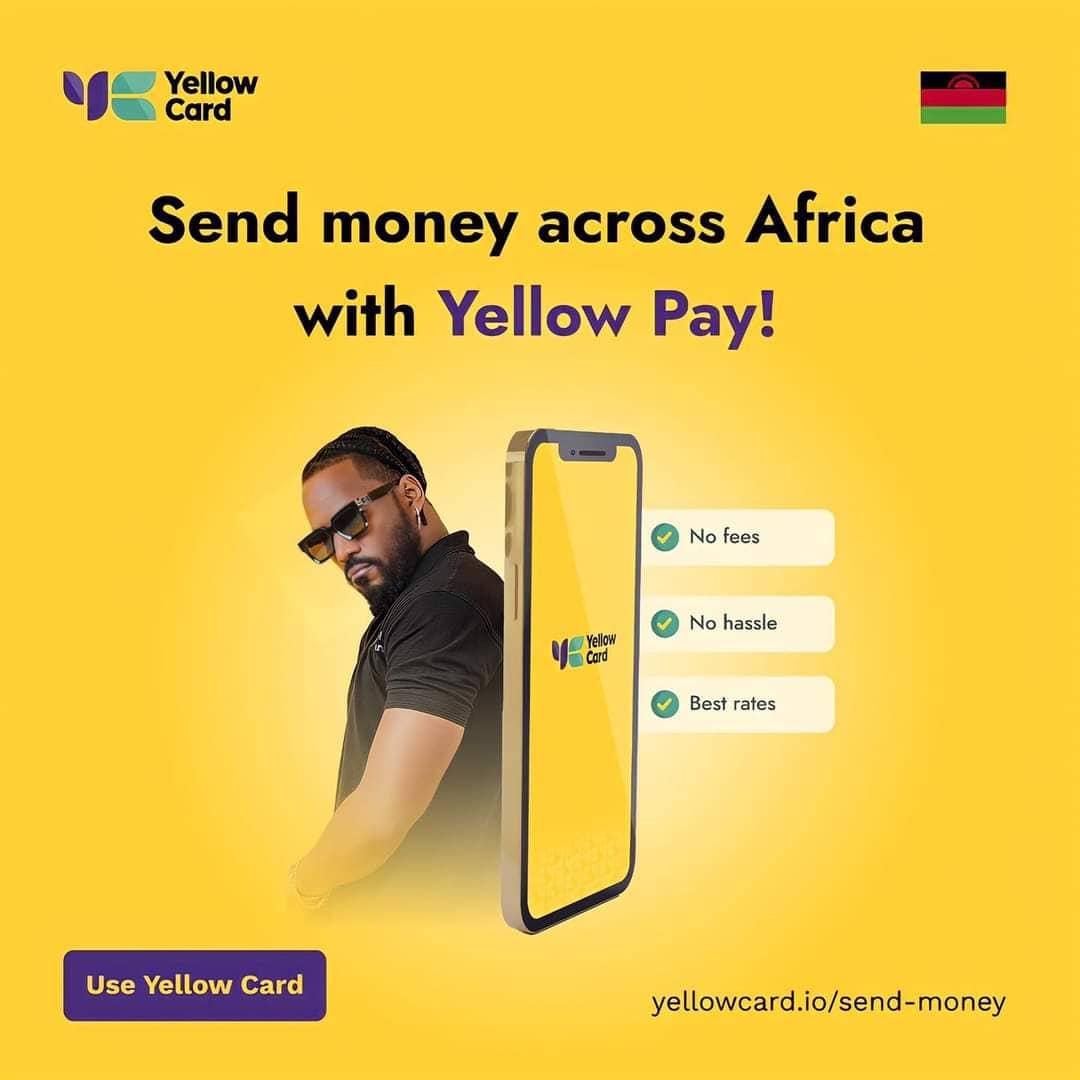 Yellow
Card
Send money across Africa
with Yellow Pay!
No fees
No hassle
Best rates
Yellow
Card
Use Yellow Card
yellowcard.io/send-money